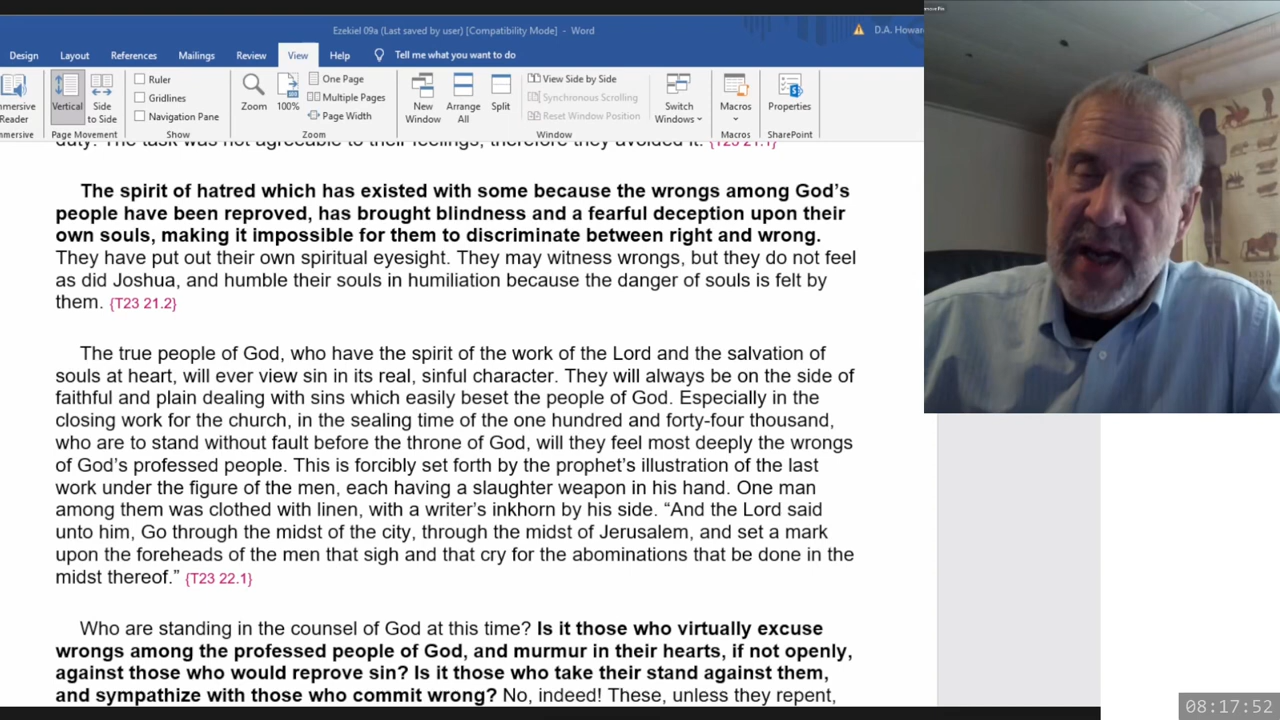 Ezekiel 09a (Last saved by user) [Compatibility Mode] - Word
D.A. Howar
Design Layout References Mailings Review View Help Tell me what you want to do
mmersive Reader
Vertical
Side to Side
Page Movement
Ruler
Gridlines
Navigation Pane
Show
Zoom
100%
One Page
Multiple Pages
Page Width
Zoom
New Window
Arrange All
Split
View Side by Side
Synchronous Scrolling
Reset Window Position
Window
Switch Windows
Macros
Macros
Properties
SharePoint
duty. The task was not agreeable to their feelings, therefore they avoided it. {T23 21.1}
The spirit of hatred which has existed with some because the wrongs among God’s
people have been reproved, has brought blindness and a fearful deception upon their
own souls, making it impossible for them to discriminate between right and wrong.
They have put out their own spiritual eyesight. They may witness wrongs, but they do not feel
as did Joshua, and humble their souls in humiliation because the danger of souls is felt by
them. {T23 21.2}
The true people of God, who have the spirit of the work of the Lord and the salvation of
souls at heart, will ever view sin in its real, sinful character. They will always be on the side of
faithful and plain dealing with sins which easily beset the people of God. Especially in the
closing work for the church, in the sealing time of the one hundred and forty-four thousand,
who are to stand without fault before the throne of God, will they feel most deeply the wrongs
of God’s professed people. This is forcibly set forth by the prophet’s illustration of the last
work under the figure of the men, each having a slaughter weapon in his hand. One man
among them was clothed with linen, with a writer’s inkhorn by his side. “And the Lord said
unto him, Go through the midst of the city, through the midst of Jerusalem, and set a mark
upon the foreheads of the men that sigh and that cry for the abominations that be done in the
midst thereof.” {T23 22.1}
Who are standing in the counsel of God at this time? Is it those who virtually excuse
wrongs among the professed people of God, and murmur in their hearts, if not openly,
against those who would reprove sin? Is it those who take their stand against them,
and sympathize with those who commit wrong? No, indeed! These, unless they repent,
08:17:52